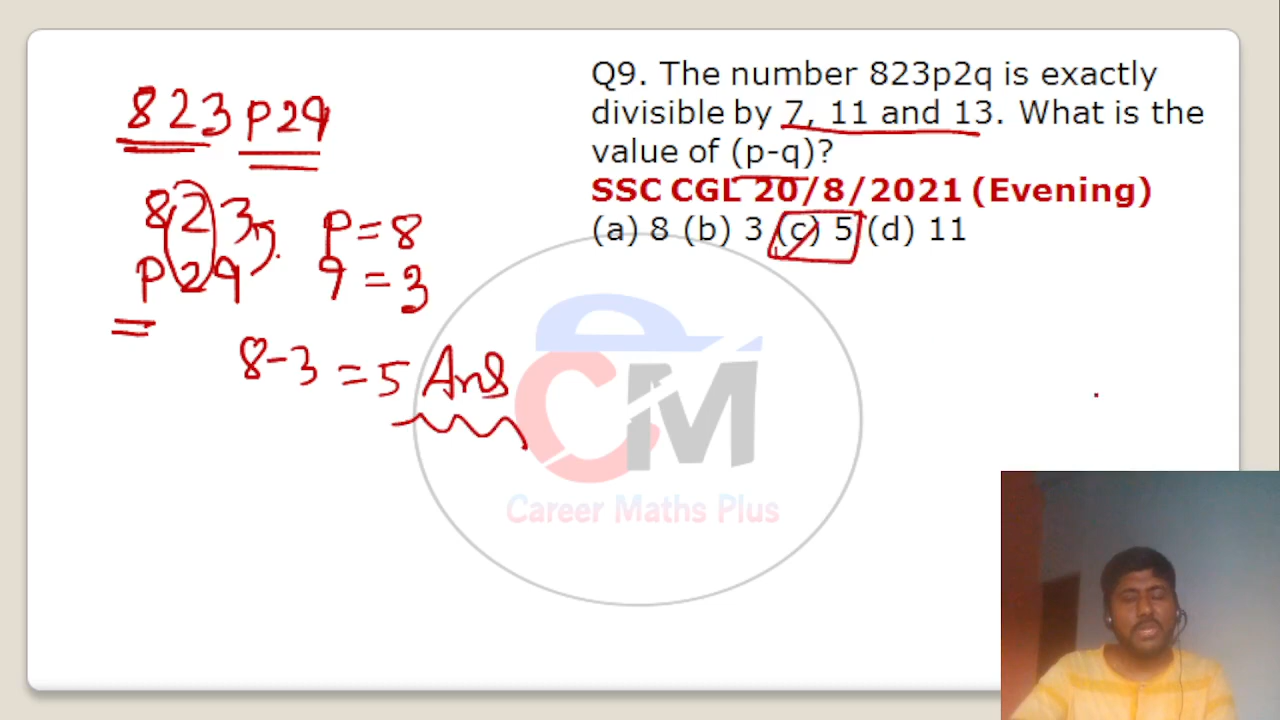 823p2q
823
p2q
p=8
q=3
8-3=5 Ans
Q9. The number 823p2q is exactly
divisible by 7, 11 and 13. What is the
value of (p-q)?
SSC CGL 20/8/2021 (Evening)
(a) 8 (b) 3 (c) 5 (d) 11
CM
Career Maths Plus